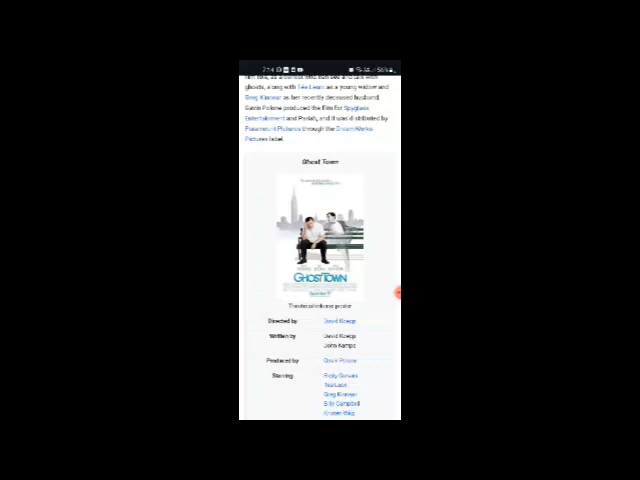 ghosts, along with Téa Leoni as a young widow and
Greg Kinnear as her recently deceased husband.
Gavin Polone produced the film for Spyglass
Entertainment and Pariah, and it was distributed by
Paramount Pictures through the DreamWorks
Pictures label.
Ghost Town
GHOST TOWN
Theatrical release poster
Directed by David Koepp
Written by David Koepp
John Kamps
Produced by Gavin Polone
Starring Ricky Gervais
Téa Leoni
Greg Kinnear
Billy Campbell
Kristen Wiig